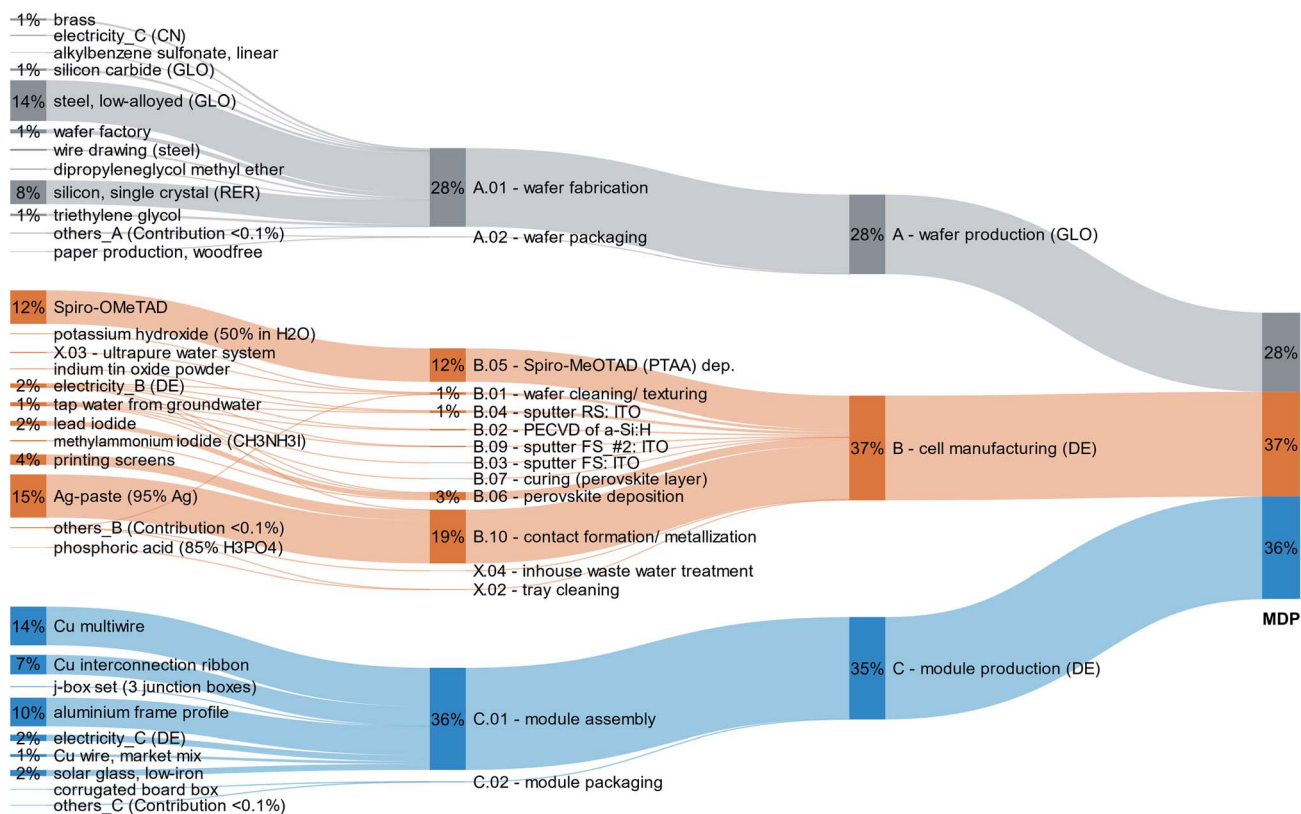 1% brass
electricity_C (CN)
alkylbenzene sulfonate, linear
1% silicon carbide (GLO)
14% steel, low-alloyed (GLO)
1% wafer factory
wire drawing (steel)
dipropyleneglycol methyl ether
8% silicon, single crystal (RER)
1% triethylene glycol
others_A (Contribution <0.1%)
paper production, woodfree
28% A.01 - wafer fabrication
A.02 - wafer packaging
28% A - wafer production (GLO)
12% Spiro-OMeTAD
potassium hydroxide (50% in H2O)
X.03 - ultrapure water system
indium tin oxide powder
2% electricity_B (DE)
1% tap water from groundwater
2% lead iodide
methylammonium iodide (CH3NH3I)
4% printing screens
15% Ag-paste (95% Ag)
others_B (Contribution <0.1%)
phosphoric acid (85% H3PO4)
12% B.05 - Spiro-MeOTAD (PTAA) dep.
1% B.01 - wafer cleaning/ texturing
1% B.04 - sputter RS: ITO
B.02 - PECVD of a-Si:H
B.09 - sputter FS_#2: ITO
B.03 - sputter FS: ITO
B.07 - curing (perovskite layer)
3% B.06 - perovskite deposition
19% B.10 - contact formation/ metallization
X.04 - inhouse waste water treatment
X.02 - tray cleaning
37% B - cell manufacturing (DE)
14% Cu multiwire
7% Cu interconnection ribbon
j-box set (3 junction boxes)
10% aluminium frame profile
2% electricity_C (DE)
1% Cu wire, market mix
2% solar glass, low-iron
corrugated board box
others_C (Contribution <0.1%)
36% C.01 - module assembly
C.02 - module packaging
35% C - module production (DE)
28%
37%
36%
MDP